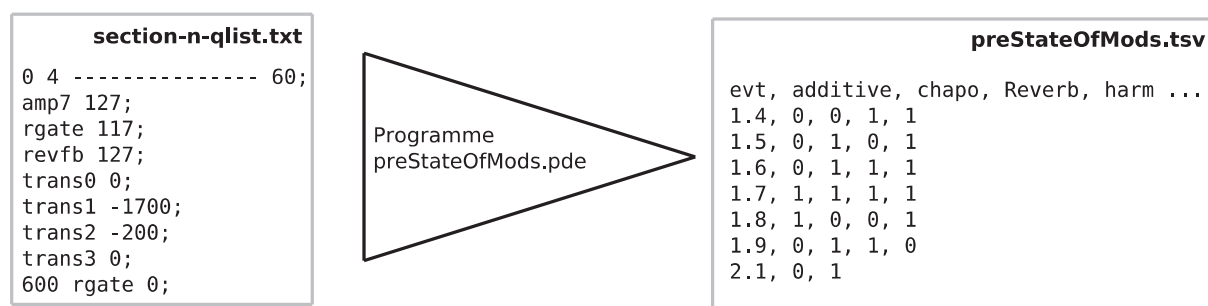 section-n-qlist.txt
0 4 --------------- 60;
amp7 127;
rgate 117;
revfb 127;
trans0 0;
trans1 -1700;
trans2 -200;
trans3 0;
600 rgate 0;
Programme
preStateOfMods.pde
preStateOfMods.tsv
evt, additive, chapo, Reverb, harm ...
1.4, 0, 0, 1, 1
1.5, 0, 1, 0, 1
1.6, 0, 1, 1, 1
1.7, 1, 1, 1, 1
1.8, 1, 0, 0, 1
1.9, 0, 1, 1, 0
2.1, 0, 1